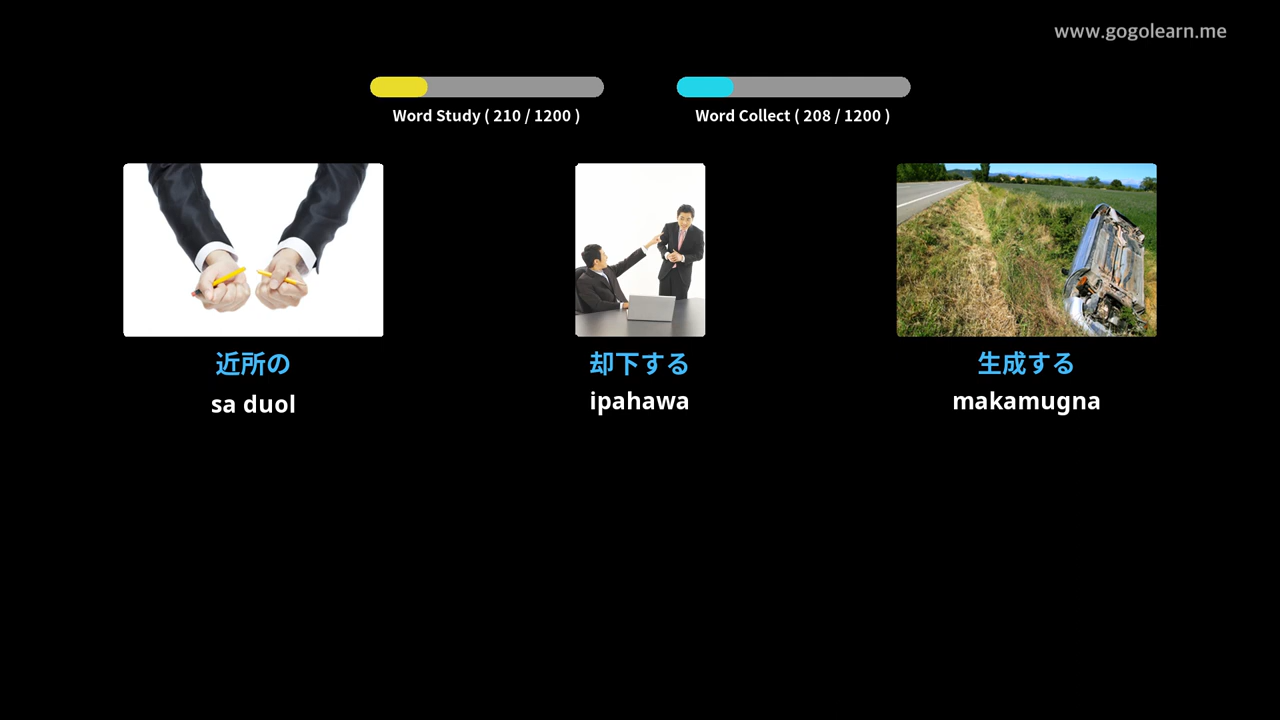 www.gogolearn.me
Word Study ( 210 / 1200 )
Word Collect ( 208 / 1200 )
近所の
sa duol
却下する
ipahawa
生成する
makamugna